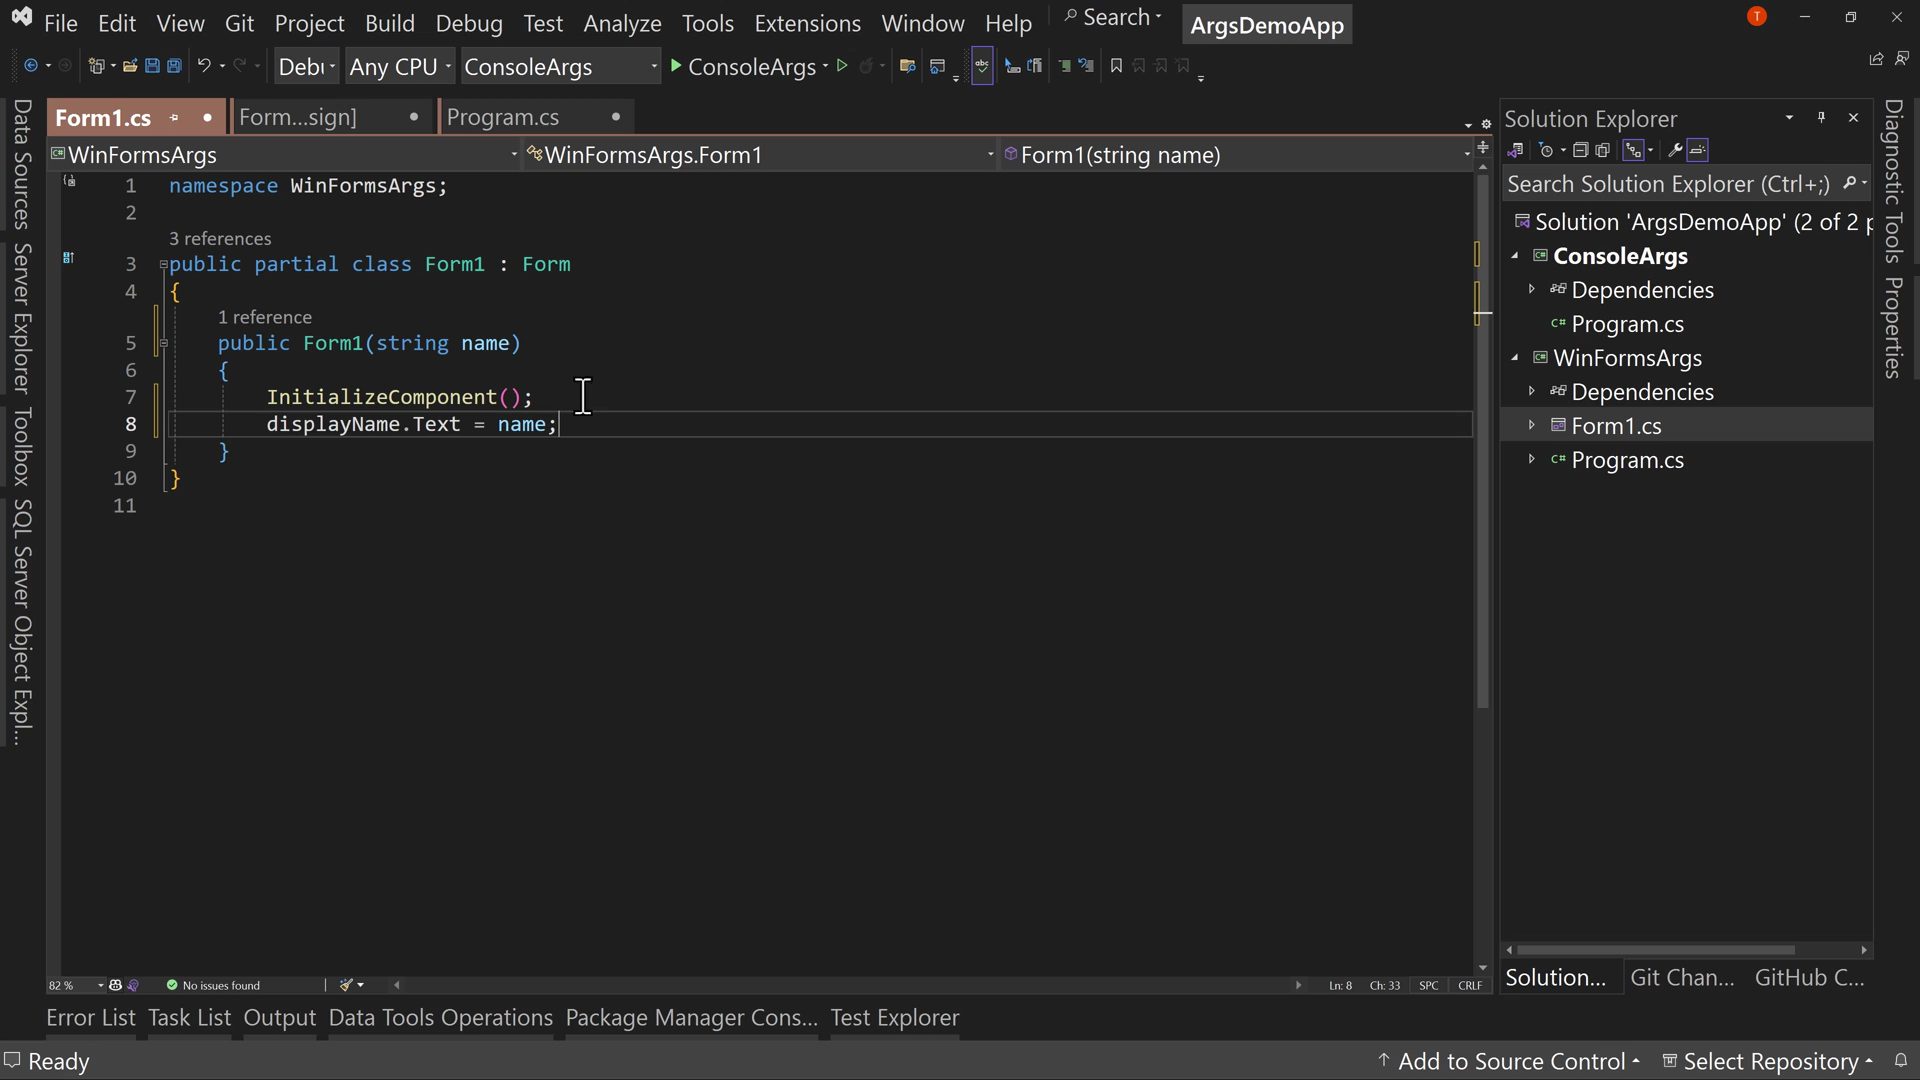 File Edit View Git Project Build Debug Test Analyze Tools Extensions Window Help Search ArgsDemoApp T
Debu Any CPU ConsoleArgs ConsoleArgs
Form1.cs Form...sign] Program.cs
WinFormsArgs WinFormsArgs.Form1 Form1(string name)
1 namespace WinFormsArgs;
2
3 references
3 public partial class Form1 : Form
4 {
1 reference
5 public Form1(string name)
6 {
7 InitializeComponent();
8 displayName.Text = name;
9 }
10 }
11
82 % No issues found Ln: 8 Ch: 33 SPC CRLF
Data Sources
Server Explorer
Toolbox
SQL Server Object Expl...
Solution Explorer
Search Solution Explorer (Ctrl+;)
Solution 'ArgsDemoApp' (2 of 2 p
ConsoleArgs
Dependencies
C# Program.cs
WinFormsArgs
Dependencies
Form1.cs
C# Program.cs
Solution... Git Chan... GitHub C...
Diagnostic Tools
Properties
Error List Task List Output Data Tools Operations Package Manager Cons... Test Explorer
Ready Add to Source Control Select Repository